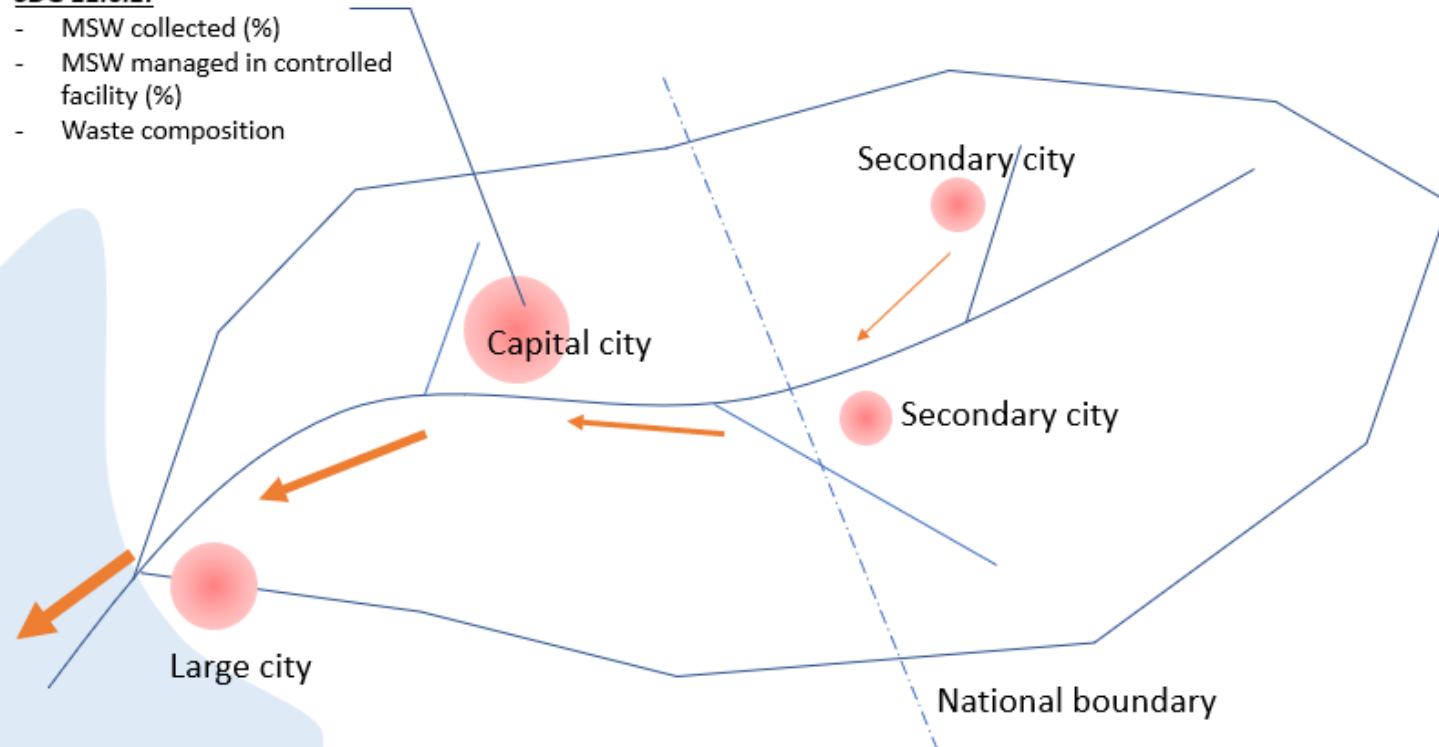 - MSW collected (%)
- MSW managed in controlled
facility (%)
- Waste composition
Secondary city
Capital city
Secondary city
Large city
National boundary